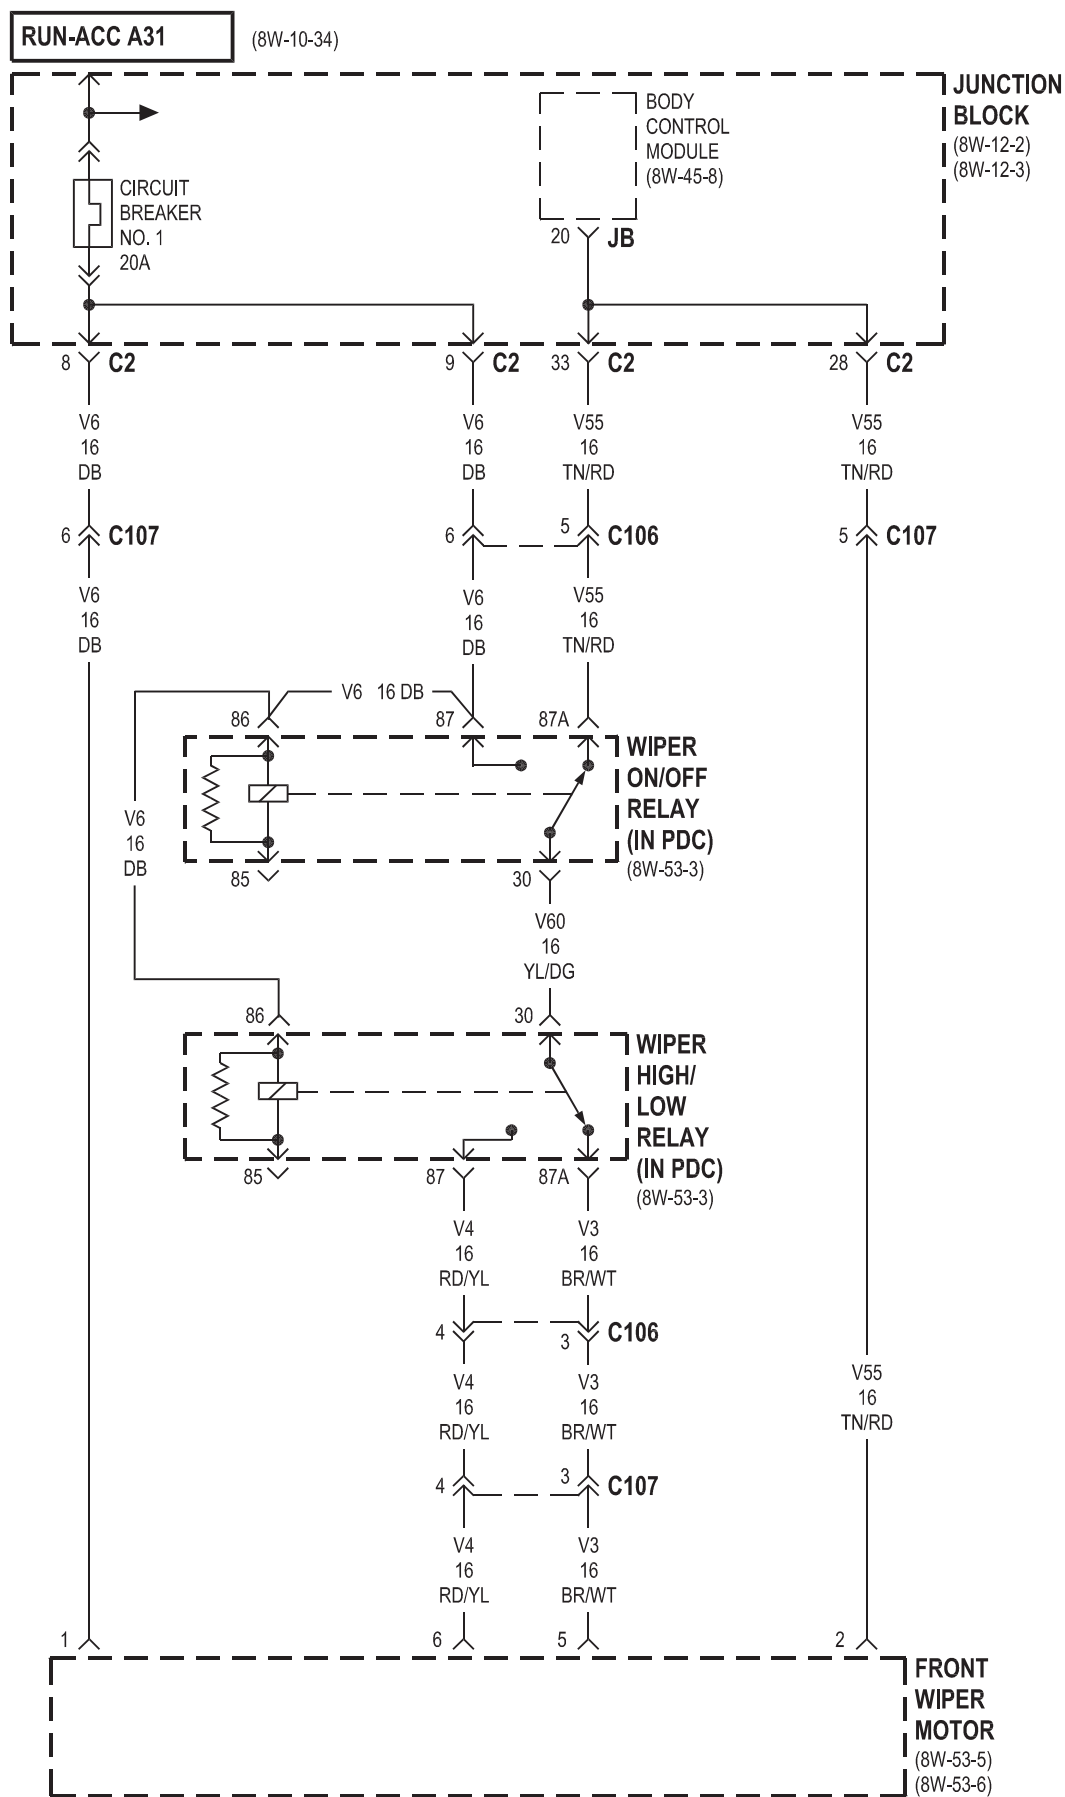 RUN-ACC A31
(8W-10-34)
JUNCTION
BLOCK
(8W-12-2)
(8W-12-3)
BODY
CONTROL
MODULE
(8W-45-8)
CIRCUIT
BREAKER
NO. 1
20A
20 JB
8 C2
9 C2
33 C2
28 C2
V6
16
DB
V6
16
DB
V55
16
TN/RD
V55
16
TN/RD
6 C107
6
5 C106
5 C107
V6
16
DB
V6
16
DB
V55
16
TN/RD
V6 16 DB
86
87
87A
WIPER
ON/OFF
RELAY
(IN PDC)
(8W-53-3)
V6
16
DB
85
30
V60
16
YL/DG
86
30
WIPER
HIGH/
LOW
RELAY
(IN PDC)
(8W-53-3)
85
87
87A
V4
16
RD/YL
V3
16
BR/WT
4
3 C106
V4
16
RD/YL
V3
16
BR/WT
V55
16
TN/RD
4
3 C107
V4
16
RD/YL
V3
16
BR/WT
1
6
5
2
FRONT
WIPER
MOTOR
(8W-53-5)
(8W-53-6)